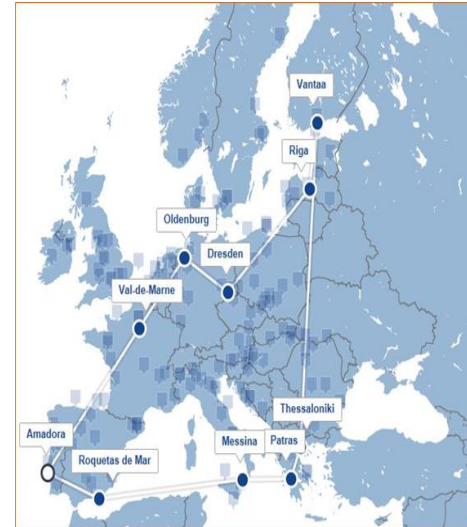 Vantaa
Riga
Oldenburg
Dresden
Val-de-Marne
Thessaloniki
Amadora
Roquetas de Mar
Messina
Patras